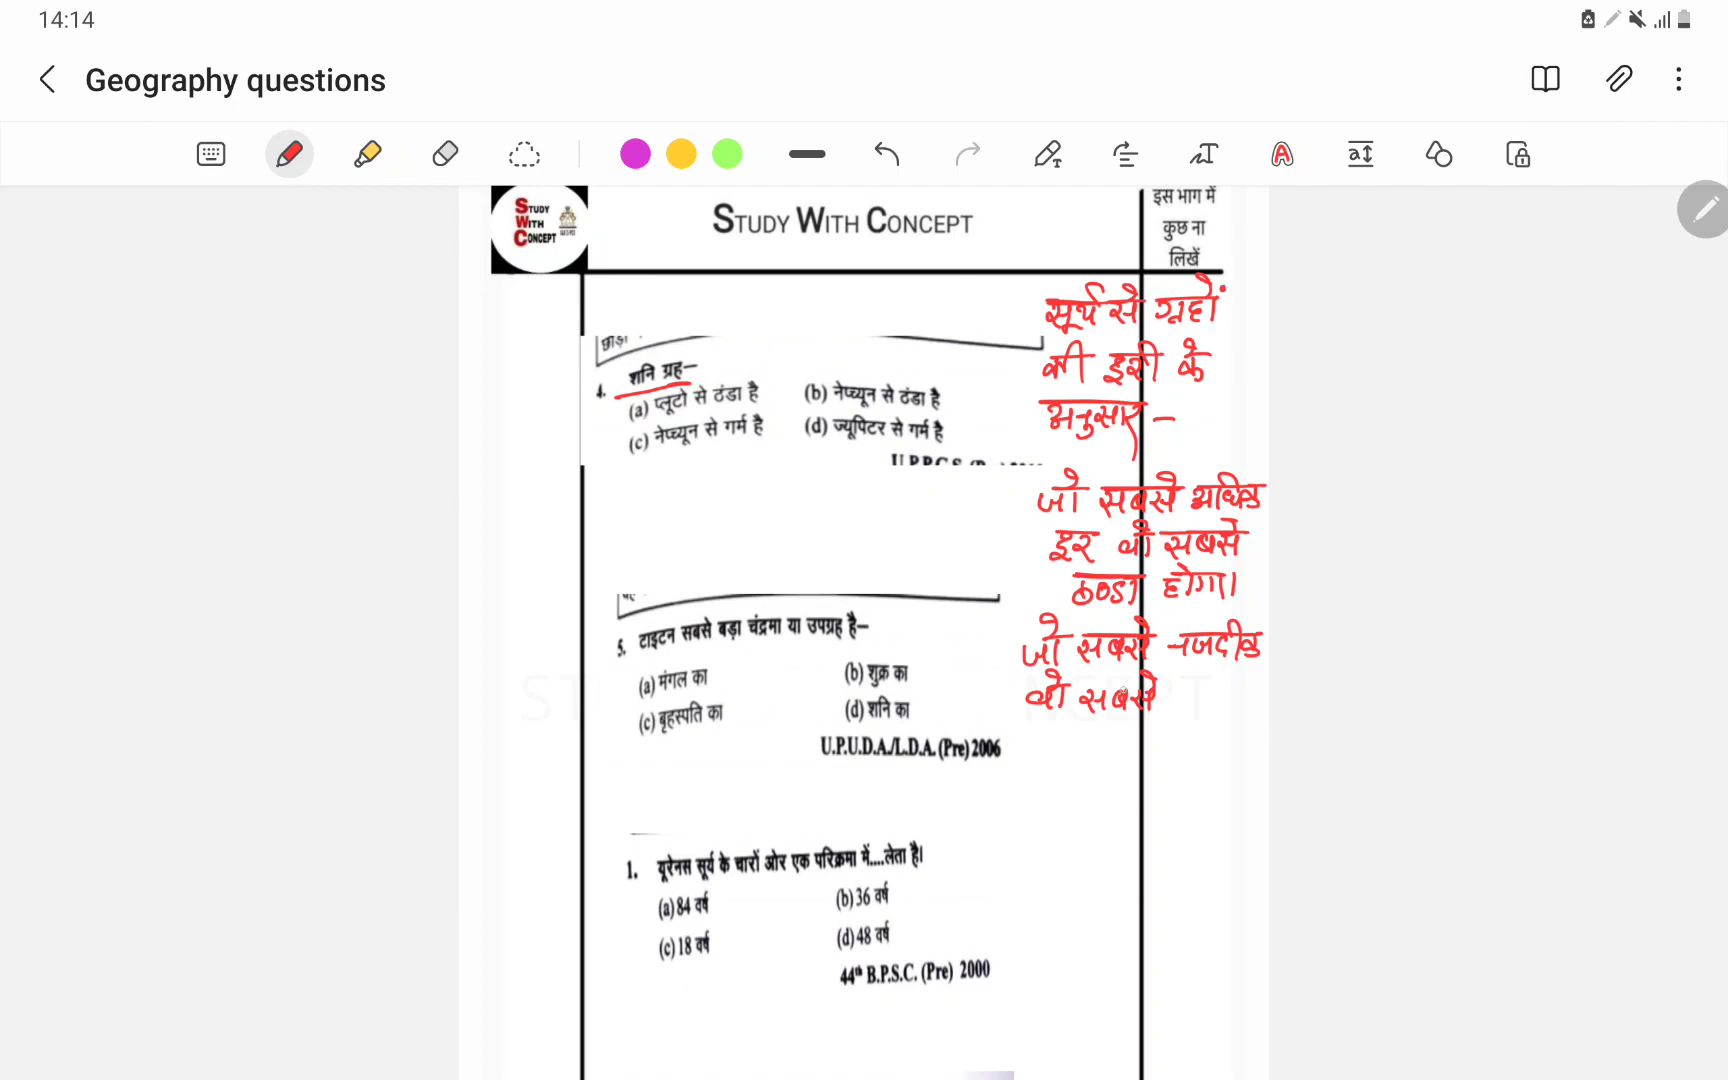 14:14
Geography questions
STUDY WITH CONCEPT
STUDY WITH CONCEPT
इस भाग में
कुछ ना
लिखें
4. शनि ग्रह–
(a) प्लूटो से ठंडा है
(b) नेप्च्यून से ठंडा है
(c) नेप्च्यून से गर्म है
(d) ज्यूपिटर से गर्म है
सूर्य से ग्रहों
की दूरी के
अनुसार –
जो सबसे अधिक
दूर वो सबसे
ठण्डा होगा।
जो सबसे नजदीक
वो सबसे
5. टाइटन सबसे बड़ा चंद्रमा या उपग्रह है–
(a) मंगल का
(b) शुक्र का
(c) बृहस्पति का
(d) शनि का
U.P.U.D.A./L.D.A. (Pre) 2006
1. यूरेनस सूर्य के चारों ओर एक परिक्रमा में....लेता है।
(a) 84 वर्ष
(b) 36 वर्ष
(c) 18 वर्ष
(d) 48 वर्ष
44th B.P.S.C. (Pre) 2000